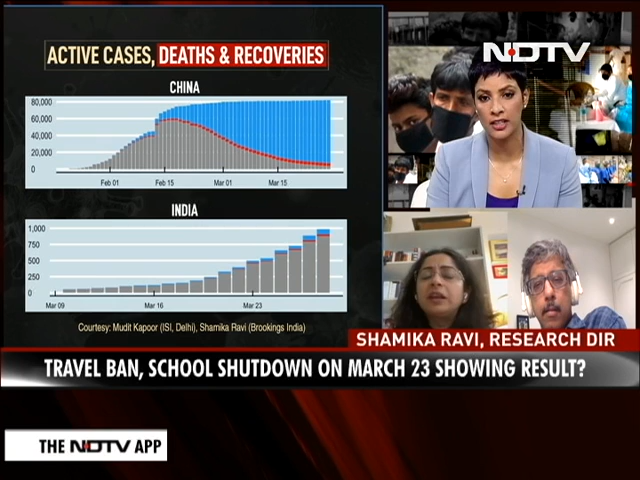 ACTIVE CASES, DEATHS & RECOVERIES
CHINA
80,000
60,000
40,000
20,000
0
Feb 01 Feb 15 Mar 01 Mar 15
INDIA
1,000
750
500
250
0
Mar 09 Mar 16 Mar 23
Courtesy: Mudit Kapoor (ISI, Delhi), Shamika Ravi (Brookings India)
NDTV
SHAMIKA RAVI, RESEARCH DIR
TRAVEL BAN, SCHOOL SHUTDOWN ON MARCH 23 SHOWING RESULT?
THE NDTV APP